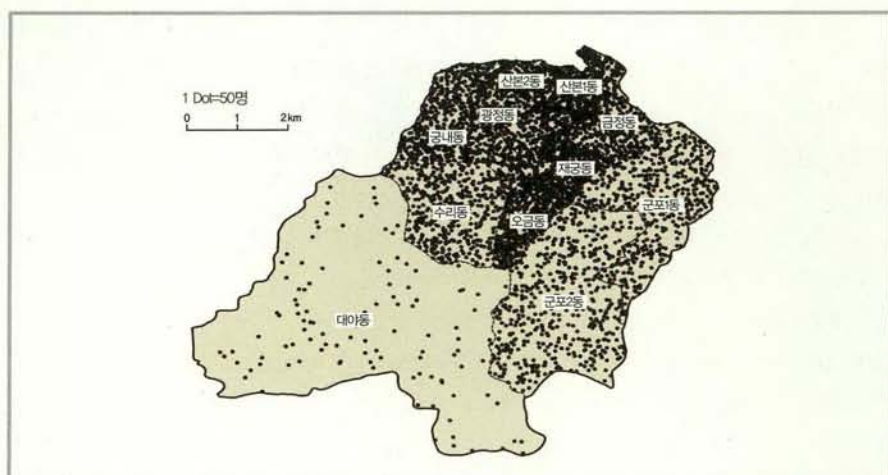 1 Dot=50명
0 1 2 km
산본2동
산본1동
광정동
금정동
궁내동
재궁동
수리동
오금동
군포1동
군포2동
대야동